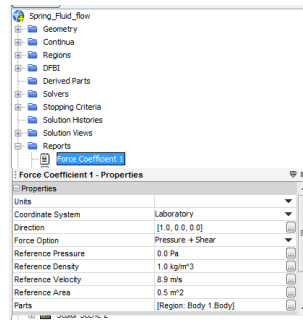 Spring_Fluid_flow
Geometry
Continua
Regions
DFBI
Derived Parts
Solvers
Stopping Criteria
Solution Histories
Solution Views
Reports
Force Coefficient 1
Force Coefficient 1 - Properties
Properties
Units
Coordinate System Laboratory
Direction [1.0, 0.0, 0.0]
Force Option Pressure + Shear
Reference Pressure 0.0 Pa
Reference Density 1.0 kg/m^3
Reference Velocity 8.9 m/s
Reference Area 0.5 m^2
Parts [Region: Body 1.Body]